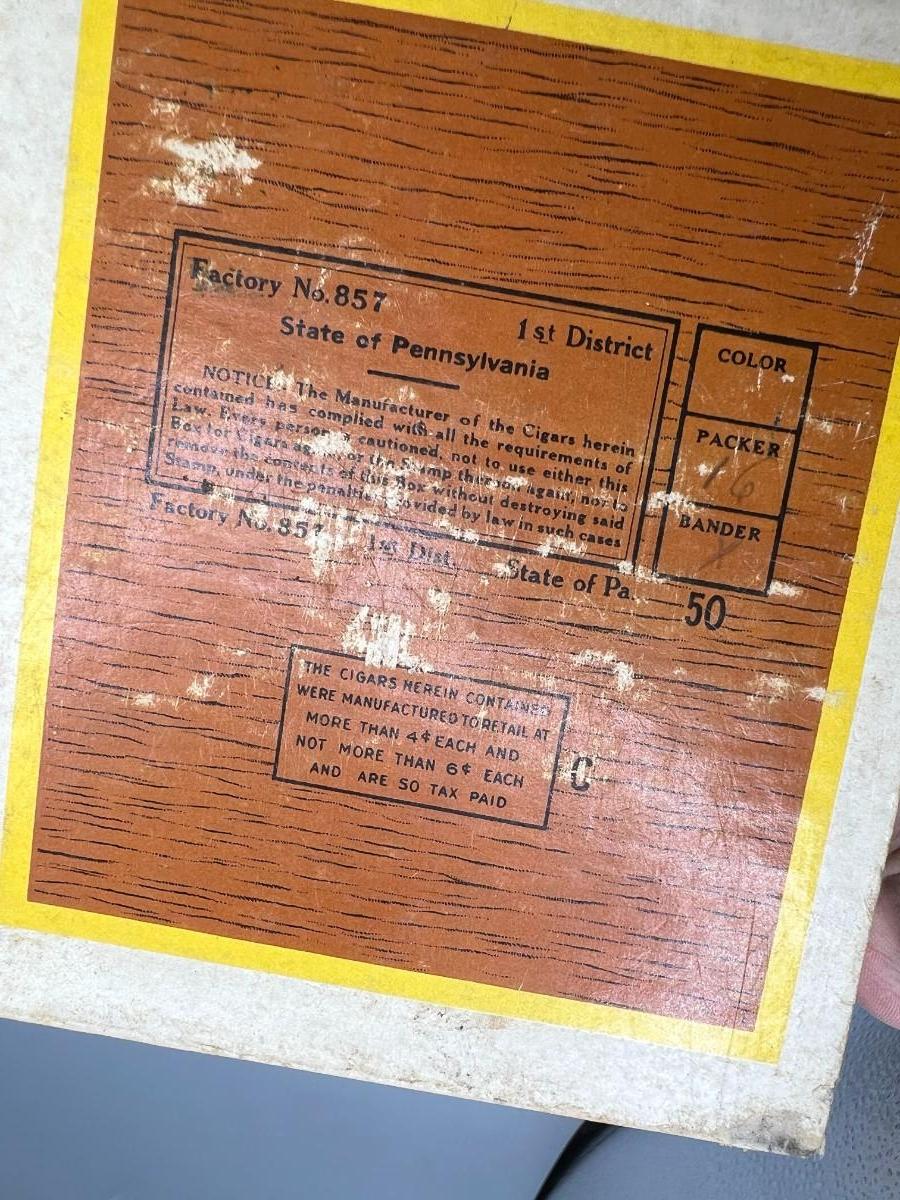 Factory No. 857
1st District
State of Pennsylvania
NOTICE: The Manufacturer of the Cigars herein
contained has complied with all the requirements of
Law. Every person is cautioned, not to use either this
Box for Cigars again, or the Stamp thereon again, nor to
remove the contents of this Box without destroying said
Stamp, under the penalties provided by law in such cases
COLOR
PACKER
16
BANDER
Factory No. 857 1st Dist State of Pa.
50
THE CIGARS HEREIN CONTAINED
WERE MANUFACTURED TO RETAIL AT
MORE THAN 4¢ EACH AND
NOT MORE THAN 6¢ EACH
AND ARE SO TAX PAID
C